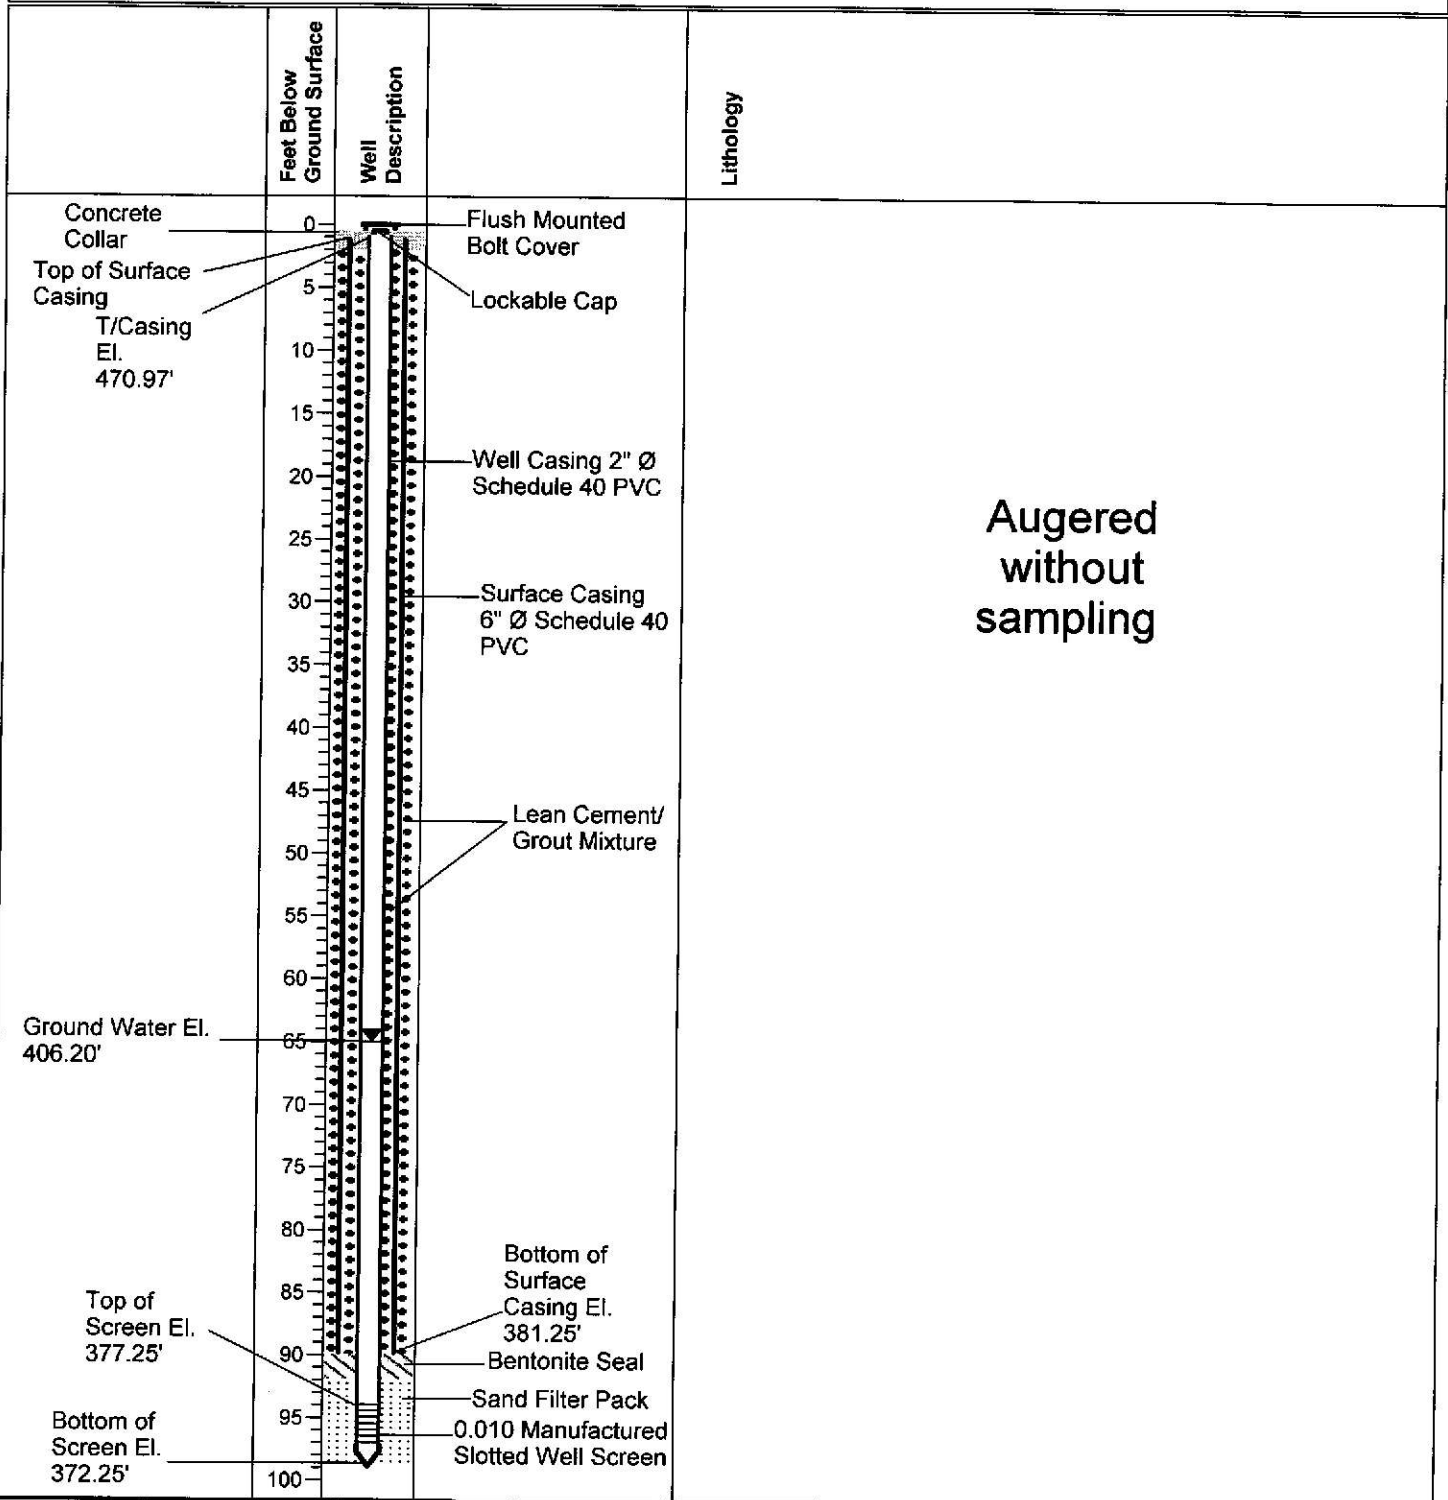 Feet Below
Ground Surface
Well
Description
Lithology
Concrete
Collar
Top of Surface
Casing
T/Casing
El.
470.97'
0
5
10
15
20
25
30
35
40
45
50
55
60
65
70
75
80
85
90
95
100
Flush Mounted
Bolt Cover
Lockable Cap
Well Casing 2" Ø
Schedule 40 PVC
Surface Casing
6" Ø Schedule 40
PVC
Augered
without
sampling
Lean Cement/
Grout Mixture
Ground Water El.
406.20'
Bottom of
Surface
Casing El.
381.25'
Top of
Screen El.
377.25'
Bentonite Seal
Sand Filter Pack
0.010 Manufactured
Slotted Well Screen
Bottom of
Screen El.
372.25'